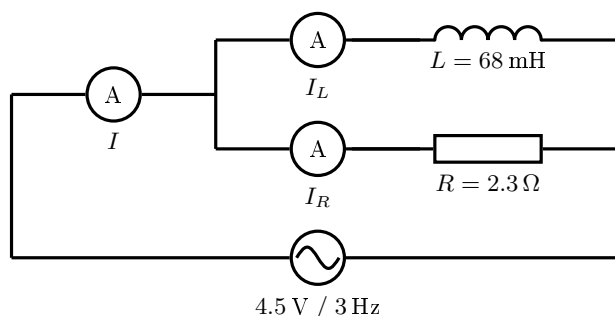 A
L = 68 mH
I_L
A
I
A
R = 2.3 Ω
I_R
4.5 V / 3 Hz